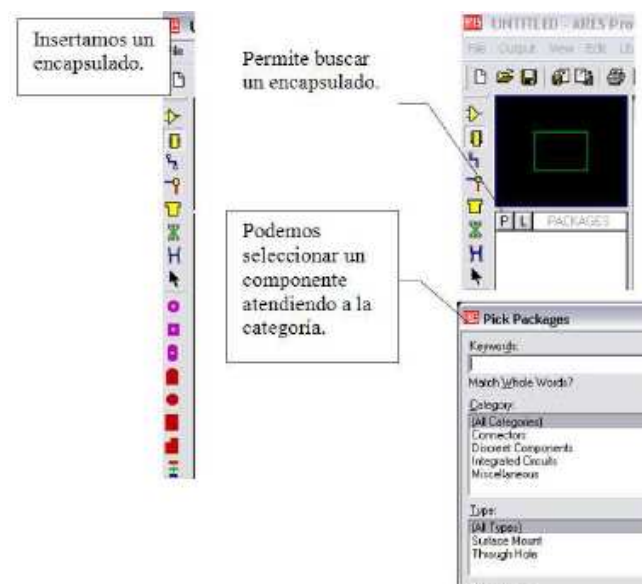 Insertamos un
encapsulado.
Permite buscar
un encapsulado.
Podemos
seleccionar un
componente
atendiendo a la
categoría.
UNTITLED - ARES Pro
File Output View Edit
P L PACKAGES
Pick Packages
Keywords:
Match Whole Words?
Category:
(All Categories)
Connectors
Discreet Components
Integrated Circuits
Miscellaneous
Type:
(All Types)
Surface Mount
Through Hole